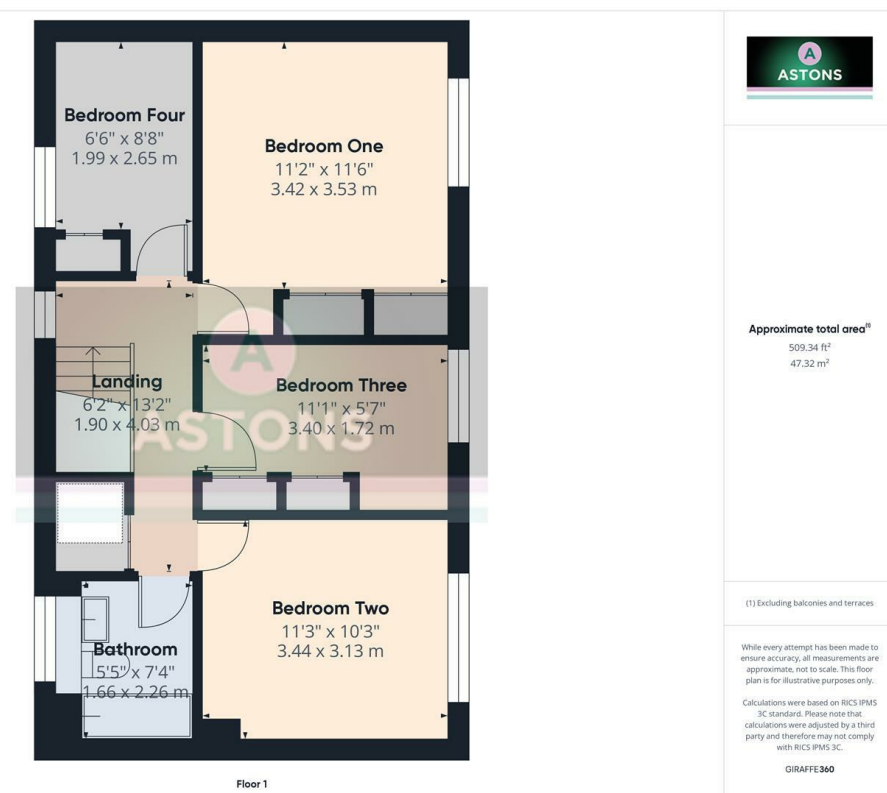 Bedroom Four
6'6" x 8'8"
1.99 x 2.65 m
Bedroom One
11'2" x 11'6"
3.42 x 3.53 m
Landing
6'2" x 13'2"
1.90 x 4.03 m
Bedroom Three
11'1" x 5'7"
3.40 x 1.72 m
A
ASTONS
Bedroom Two
11'3" x 10'3"
3.44 x 3.13 m
Bathroom
5'5" x 7'4"
1.66 x 2.26 m
Floor 1
A
ASTONS
Approximate total area(1)
509.34 ft²
47.32 m²
(1) Excluding balconies and terraces
While every attempt has been made to
ensure accuracy, all measurements are
approximate, not to scale. This floor
plan is for illustrative purposes only.
Calculations were based on RICS IPMS
3C standard. Please note that
calculations were adjusted by a third
party and therefore may not comply
with RICS IPMS 3C.
GIRAFFE360